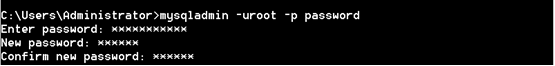 C:\Users\Administrator>mysqladmin -uroot -p password
Enter password: ***********
New password: ******
Confirm new password: ******